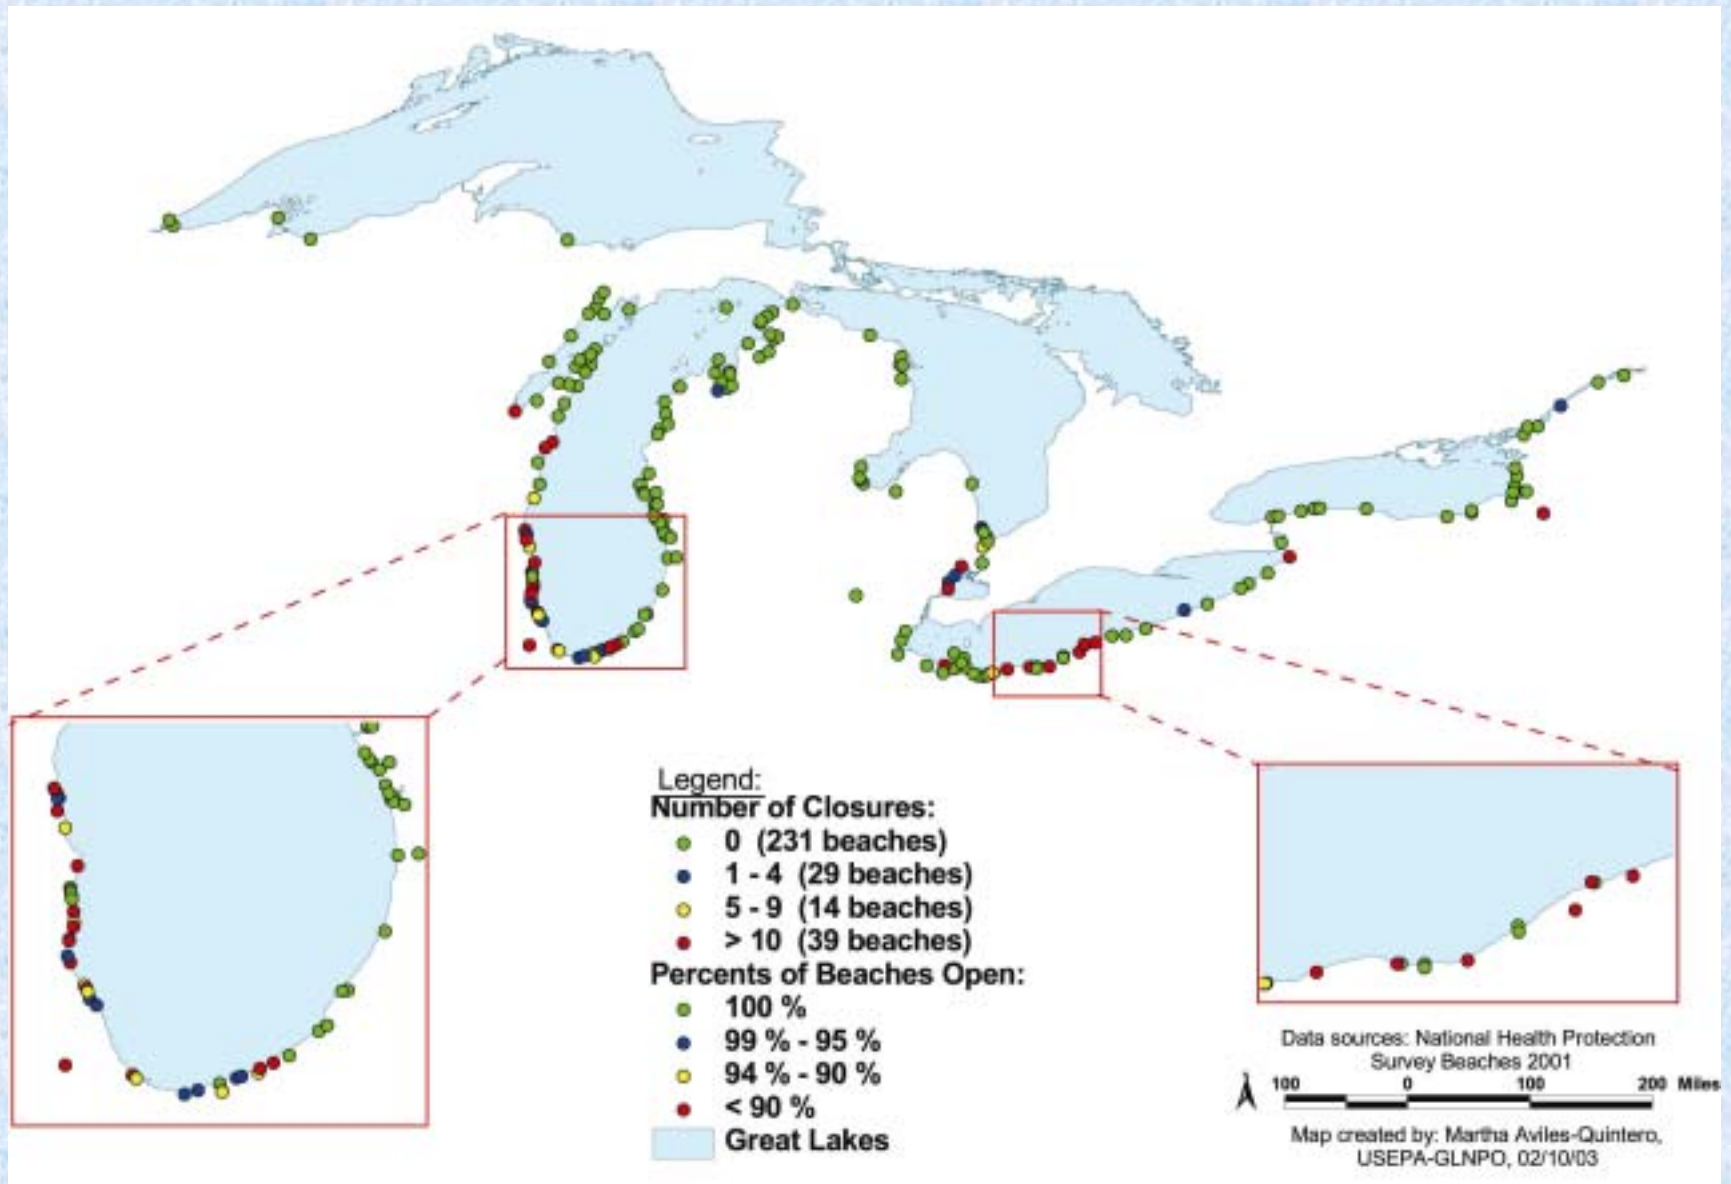 Legend:
Number of Closures:
0 (231 beaches)
1 - 4 (29 beaches)
5 - 9 (14 beaches)
> 10 (39 beaches)
Percents of Beaches Open:
100 %
99 % - 95 %
94 % - 90 %
< 90 %
Great Lakes
Data sources: National Health Protection
Survey Beaches 2001
100 0 100 200 Miles
Map created by: Martha Aviles-Quintero,
USEPA-GLNPO, 02/10/03